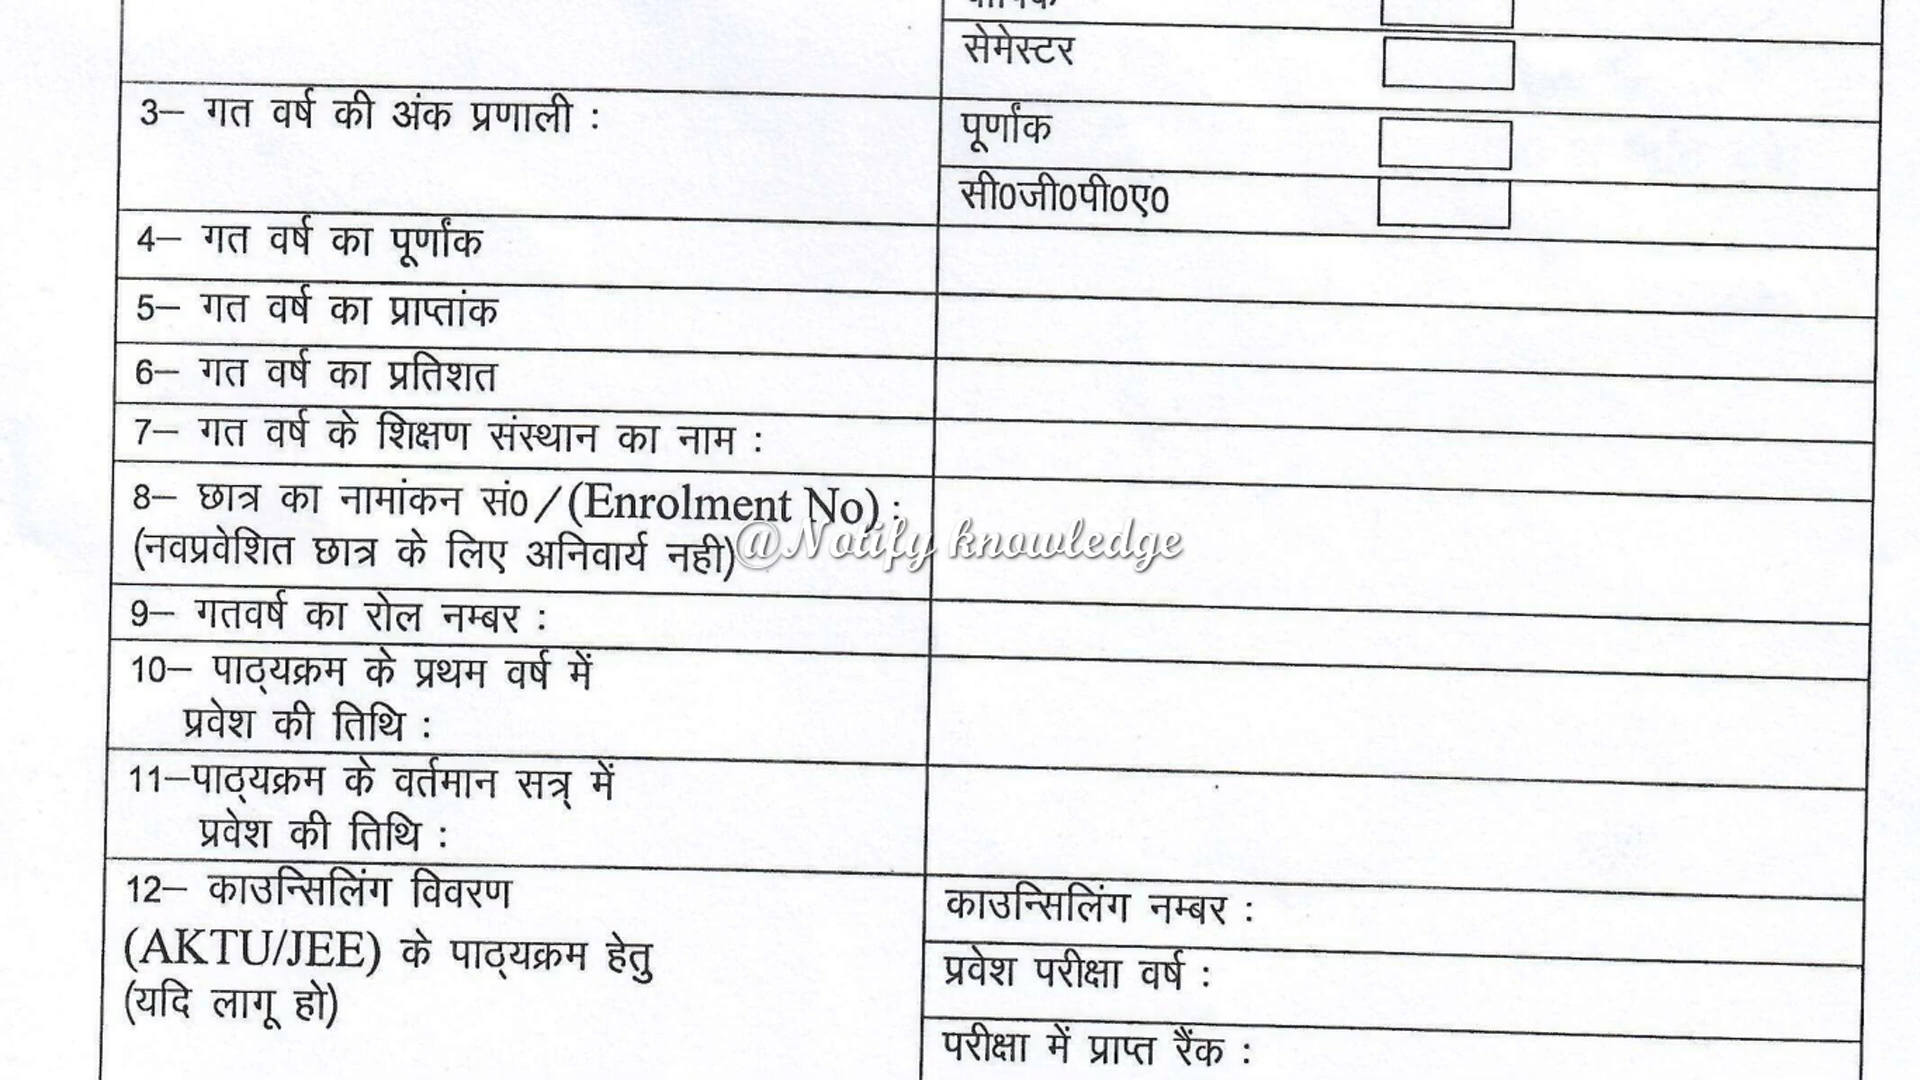 सेमेस्टर
3– गत वर्ष की अंक प्रणाली :
पूर्णांक
सी0जी0पी0ए0
4– गत वर्ष का पूर्णांक
5– गत वर्ष का प्राप्तांक
6– गत वर्ष का प्रतिशत
7– गत वर्ष के शिक्षण संस्थान का नाम :
8– छात्र का नामांकन सं0 / (Enrolment No) :
(नवप्रवेशित छात्र के लिए अनिवार्य नही)
@Notify knowledge
9– गतवर्ष का रोल नम्बर :
10– पाठ्यक्रम के प्रथम वर्ष में
प्रवेश की तिथि :
11–पाठ्यक्रम के वर्तमान सत्र् में
प्रवेश की तिथि :
12– काउन्सिलिंग विवरण
(AKTU/JEE) के पाठ्यक्रम हेतु
(यदि लागू हो)
काउन्सिलिंग नम्बर :
प्रवेश परीक्षा वर्ष :
परीक्षा में प्राप्त रैंक :